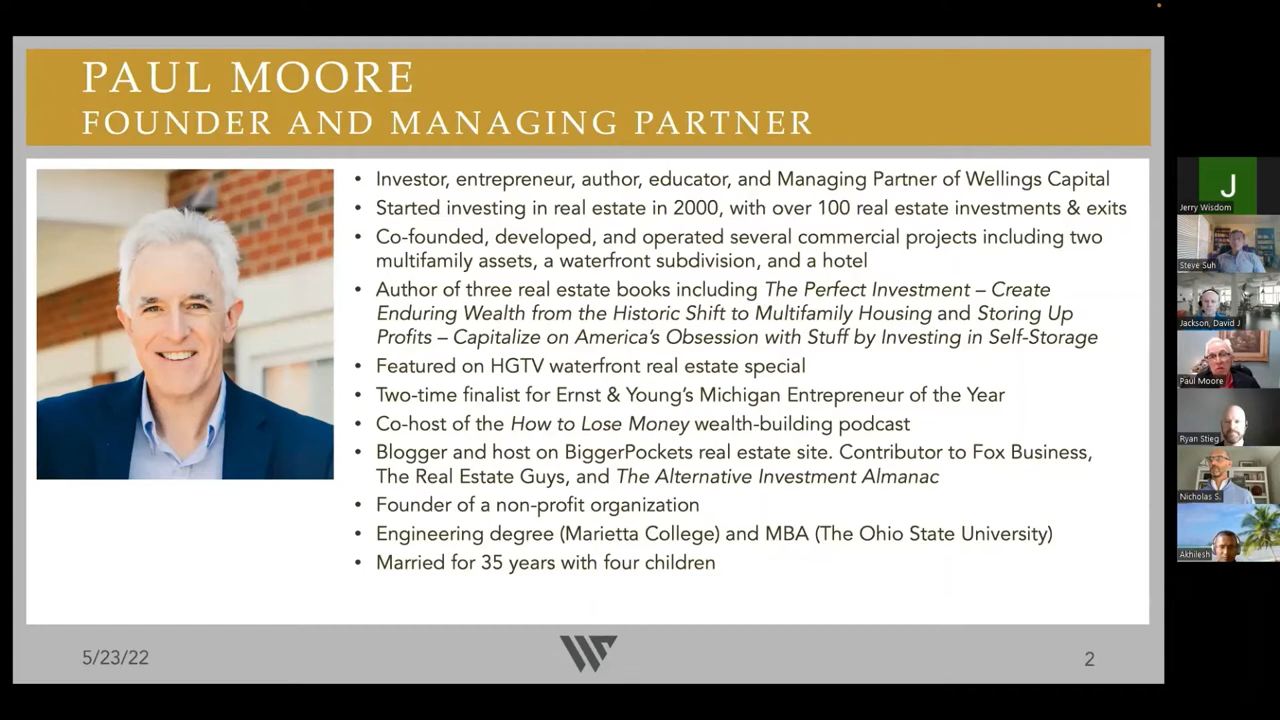 PAUL MOORE
FOUNDER AND MANAGING PARTNER
• Investor, entrepreneur, author, educator, and Managing Partner of Wellings Capital
• Started investing in real estate in 2000, with over 100 real estate investments & exits
• Co-founded, developed, and operated several commercial projects including two
multifamily assets, a waterfront subdivision, and a hotel
• Author of three real estate books including The Perfect Investment – Create
Enduring Wealth from the Historic Shift to Multifamily Housing and Storing Up
Profits – Capitalize on America's Obsession with Stuff by Investing in Self-Storage
• Featured on HGTV waterfront real estate special
• Two-time finalist for Ernst & Young's Michigan Entrepreneur of the Year
• Co-host of the How to Lose Money wealth-building podcast
• Blogger and host on BiggerPockets real estate site. Contributor to Fox Business,
The Real Estate Guys, and The Alternative Investment Almanac
• Founder of a non-profit organization
• Engineering degree (Marietta College) and MBA (The Ohio State University)
• Married for 35 years with four children
5/23/22
2
J
Jerry Wisdom
Steve Suh
Jackson, David J
Paul Moore
Ryan Stieg
Nicholas S.
Akhilesh